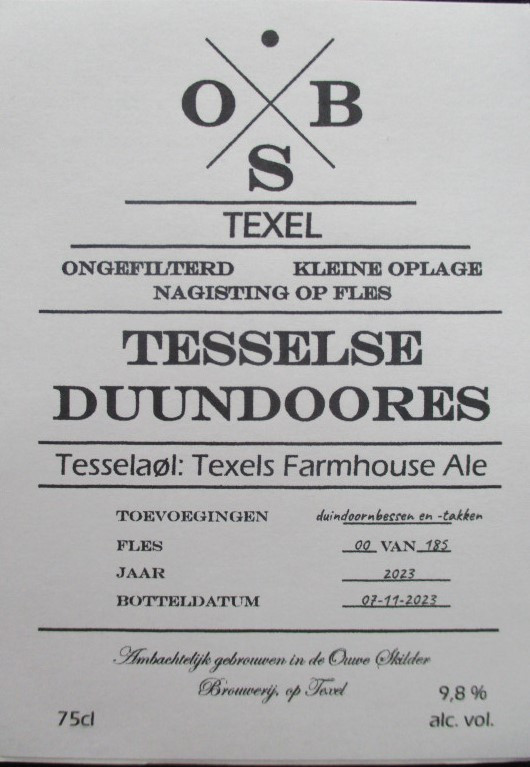 O B
S
TEXEL
ONGEFILTERD KLEINE OPLAGE
NAGISTING OP FLES
TESSELSE
DUUNDOORES
Tesselaøl: Texels Farmhouse Ale
TOEVOEGINGEN duindoornbessen en -takken
FLES 00 VAN 185
JAAR 2023
BOTTELDATUM 07-11-2023
Ambachtelijk gebrouwen in de Ouwe Skilder
Brouwerij, op Texel
75cl 9,8 %
alc. vol.